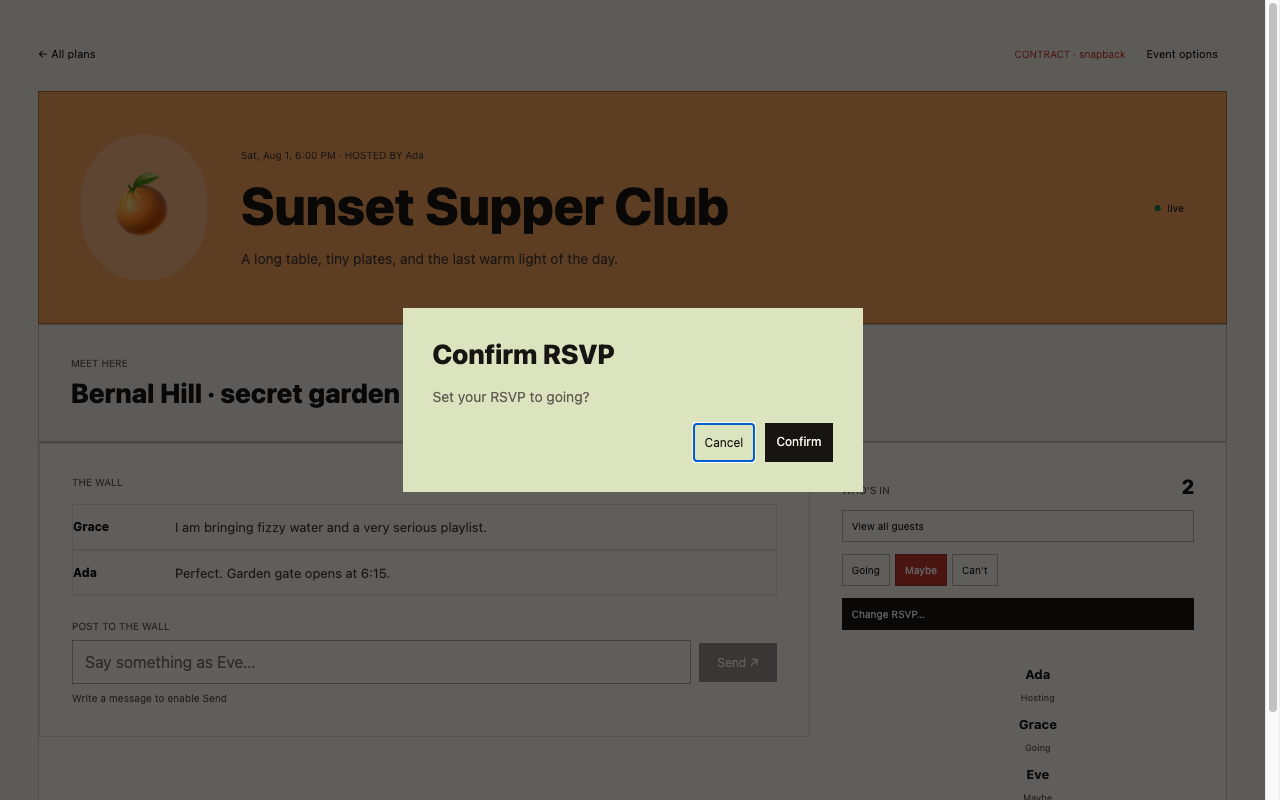 ← All plans
CONTRACT · snapback
Event options
Sat, Aug 1, 6:00 PM · HOSTED BY Ada
Sunset Supper Club
A long table, tiny plates, and the last warm light of the day.
live
MEET HERE
Bernal Hill · secret garden
Confirm RSVP
Set your RSVP to going?
Cancel
Confirm
THE WALL
Grace
I am bringing fizzy water and a very serious playlist.
Ada
Perfect. Garden gate opens at 6:15.
POST TO THE WALL
Say something as Eve...
Send ↗
Write a message to enable Send
WHO'S IN
2
View all guests
Going
Maybe
Can't
Change RSVP...
Ada
Hosting
Grace
Going
Eve
Maybe